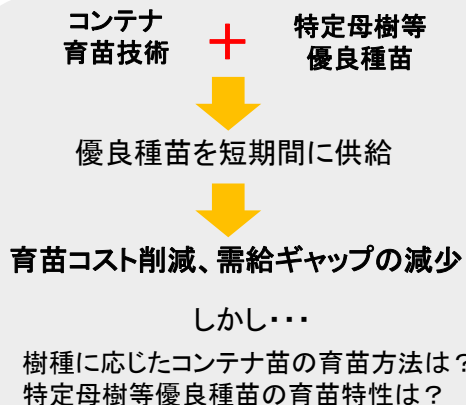 コンテナ
育苗技術
+
特定母樹等
優良種苗
優良種苗を短期間に供給
育苗コスト削減、需給ギャップの減少
しかし・・・
樹種に応じたコンテナ苗の育苗方法は？
特定母樹等優良種苗の育苗特性は？